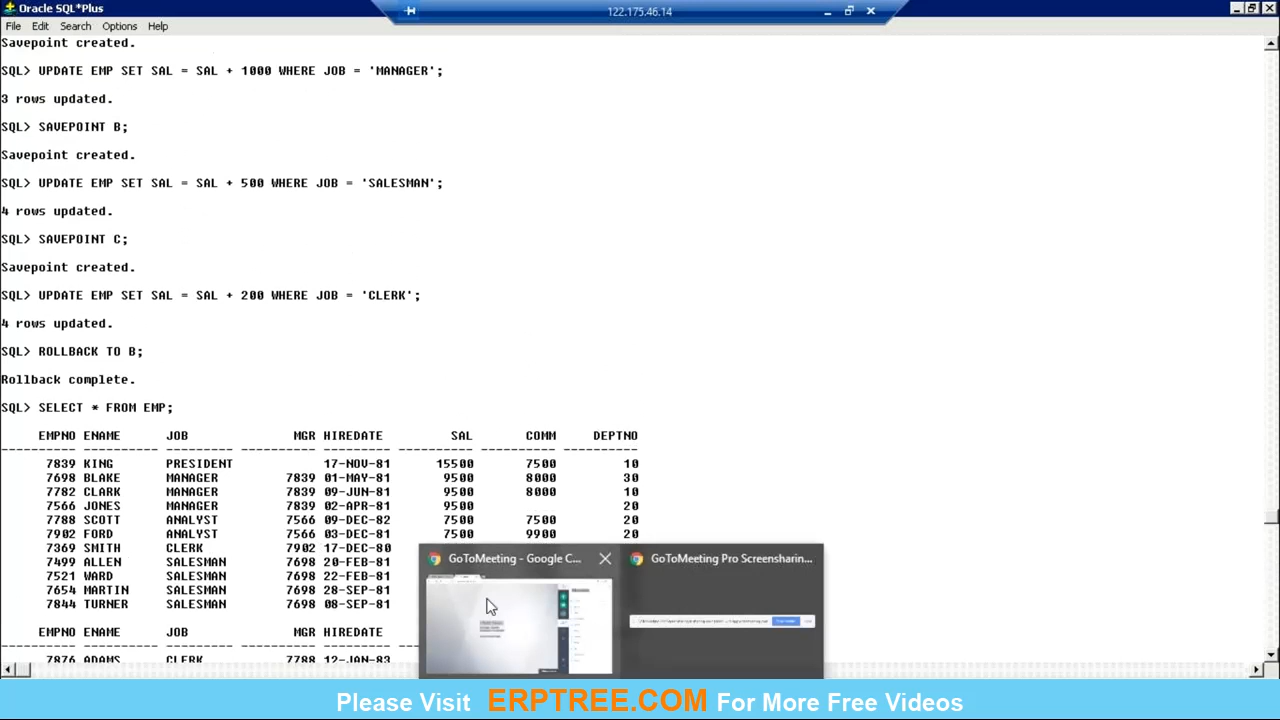 Oracle SQL*Plus
122.175.46.14
File Edit Search Options Help
Savepoint created.
SQL> UPDATE EMP SET SAL = SAL + 1000 WHERE JOB = 'MANAGER';
3 rows updated.
SQL> SAVEPOINT B;
Savepoint created.
SQL> UPDATE EMP SET SAL = SAL + 500 WHERE JOB = 'SALESMAN';
4 rows updated.
SQL> SAVEPOINT C;
Savepoint created.
SQL> UPDATE EMP SET SAL = SAL + 200 WHERE JOB = 'CLERK';
4 rows updated.
SQL> ROLLBACK TO B;
Rollback complete.
SQL> SELECT * FROM EMP;
EMPNO ENAME JOB MGR HIREDATE SAL COMM DEPTNO
---------- ---------- --------- ---------- --------- ---------- ---------- ----------
7839 KING PRESIDENT 17-NOV-81 15500 7500 10
7698 BLAKE MANAGER 7839 01-MAY-81 9500 8000 30
7782 CLARK MANAGER 7839 09-JUN-81 9500 8000 10
7566 JONES MANAGER 7839 02-APR-81 9500 20
7788 SCOTT ANALYST 7566 09-DEC-82 7500 7500 20
7902 FORD ANALYST 7566 03-DEC-81 7500 9900 20
7369 SMITH CLERK 7902 17-DEC-80
7499 ALLEN SALESMAN 7698 20-FEB-81
7521 WARD SALESMAN 7698 22-FEB-81
7654 MARTIN SALESMAN 7698 28-SEP-81
7844 TURNER SALESMAN 7698 08-SEP-81
EMPNO ENAME JOB MGR HIREDATE
---------- ---------- --------- ---------- ---------
7876 ADAMS CLERK 7788 12-JAN-83
GoToMeeting - Google C...
GoToMeeting Pro Screensharin...
Please Visit ERPTREE.COM For More Free Videos